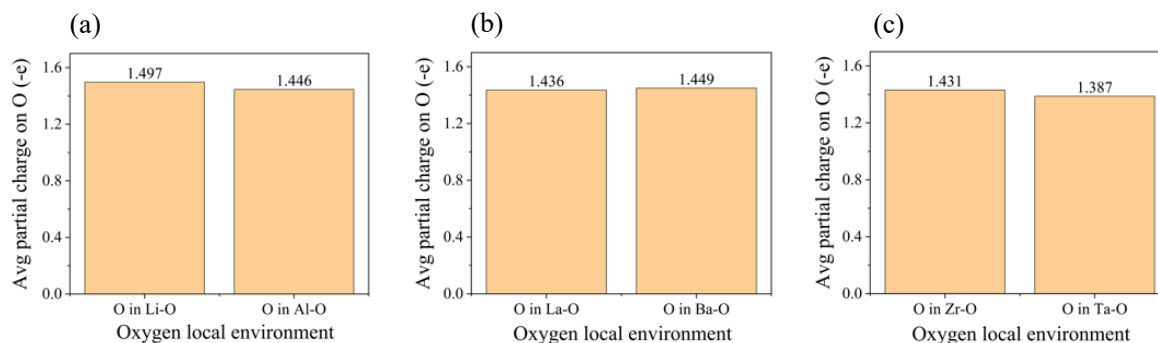 (a)
Avg partial charge on O (-e)
1.6
1.2
0.8
0.4
0.0
1.497
1.446
O in Li-O
O in Al-O
Oxygen local environment
(b)
Avg partial charge on O (-e)
1.6
1.2
0.8
0.4
0.0
1.436
1.449
O in La-O
O in Ba-O
Oxygen local environment
(c)
Avg partial charge on O (-e)
1.6
1.2
0.8
0.4
0.0
1.431
1.387
O in Zr-O
O in Ta-O
Oxygen local environment